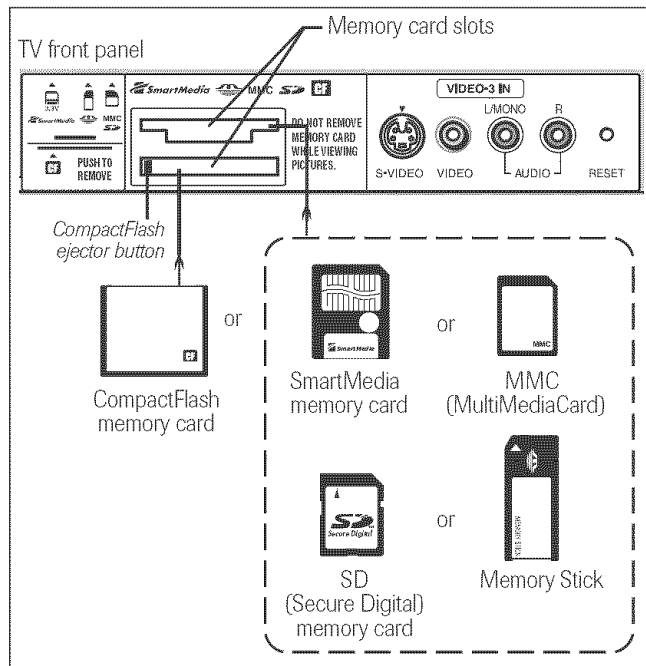 Memory card slots
TV front panel
3.3V
SmartMedia
MMC
SD
CF
PUSH TO
REMOVE
SmartMedia MMC SD CF
DO NOT REMOVE
MEMORY CARD
WHILE VIEWING
PICTURES.
VIDEO-3 IN
L/MONO R
S•VIDEO VIDEO AUDIO RESET
CompactFlash
ejector button
CF
or
CompactFlash
memory card
SmartMedia
or
MMC
SmartMedia
memory card
MMC
(MultiMediaCard)
SD
Secure Digital
or
MEMORY STICK
SD
(Secure Digital)
memory card
Memory Stick